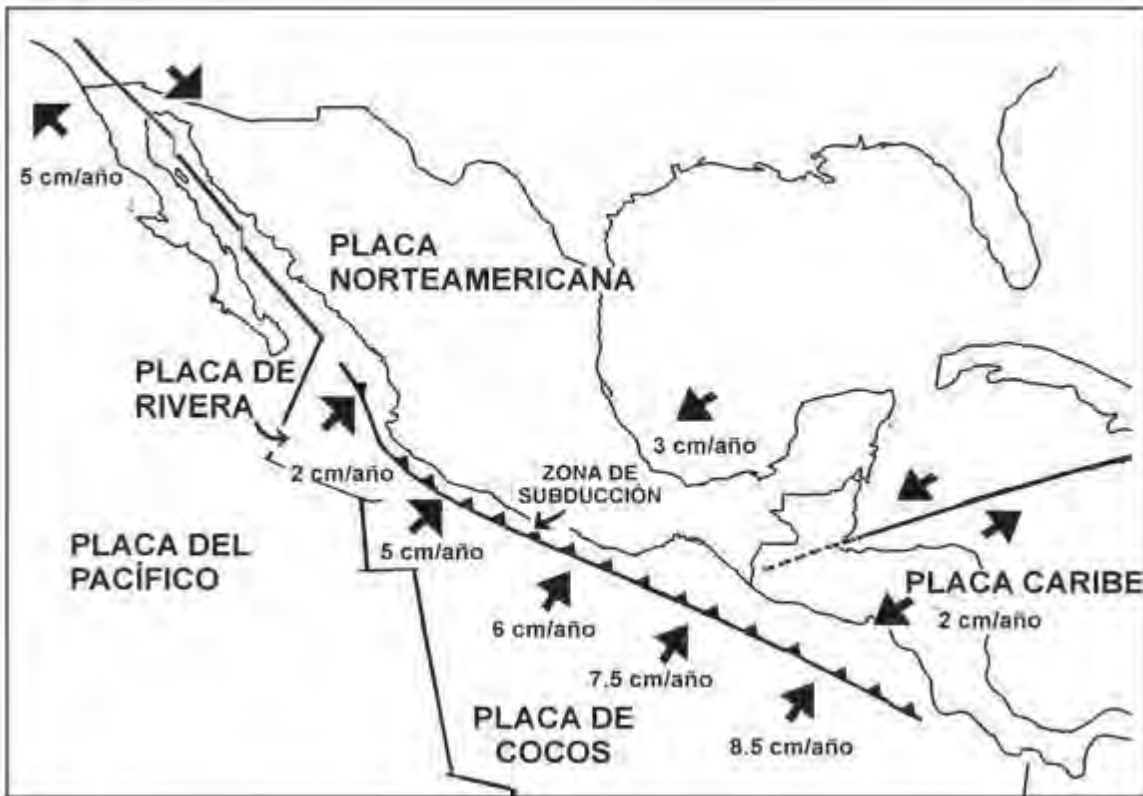 5 cm/año
PLACA
NORTEAMERICANA
PLACA DE
RIVERA
3 cm/año
2 cm/año
ZONA DE
SUBDUCCIÓN
PLACA DEL
PACÍFICO
5 cm/año
PLACA CARIBE
2 cm/año
6 cm/año
7.5 cm/año
PLACA DE
COCOS
8.5 cm/año